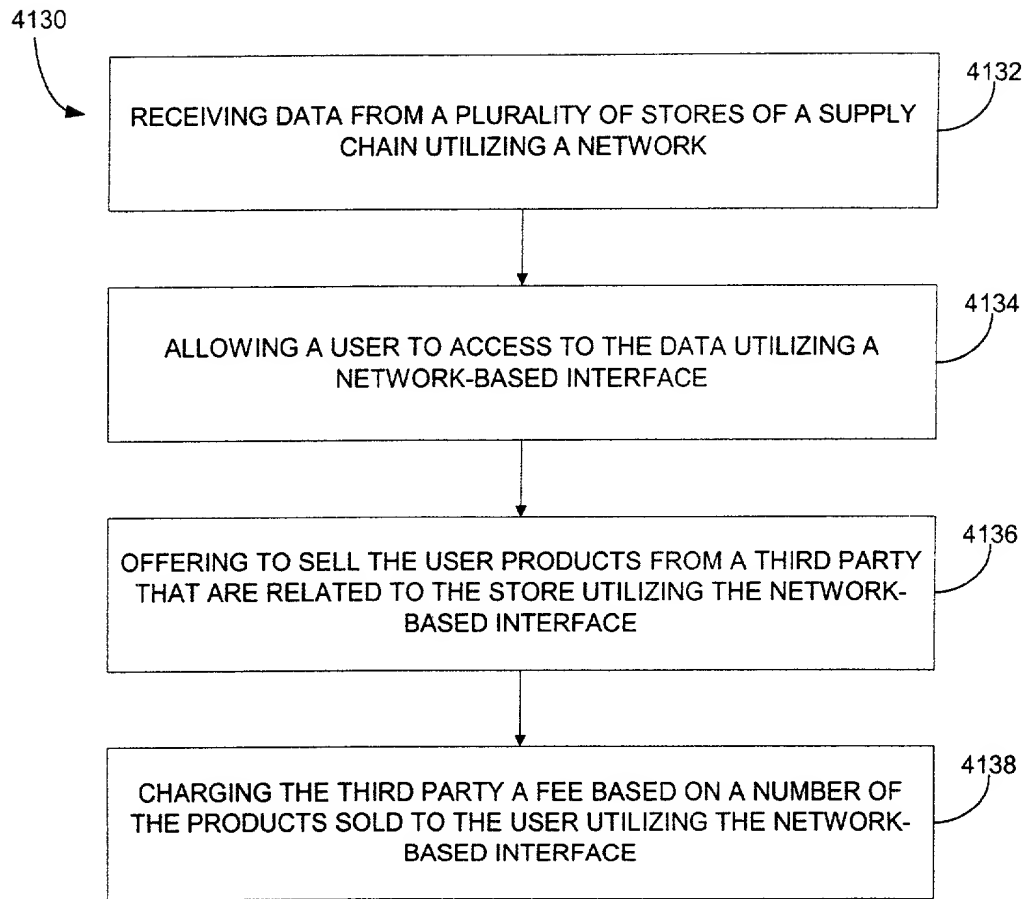 4130
4132
RECEIVING DATA FROM A PLURALITY OF STORES OF A SUPPLY
CHAIN UTILIZING A NETWORK
4134
ALLOWING A USER TO ACCESS TO THE DATA UTILIZING A
NETWORK-BASED INTERFACE
4136
OFFERING TO SELL THE USER PRODUCTS FROM A THIRD PARTY
THAT ARE RELATED TO THE STORE UTILIZING THE NETWORK-
BASED INTERFACE
4138
CHARGING THE THIRD PARTY A FEE BASED ON A NUMBER OF
THE PRODUCTS SOLD TO THE USER UTILIZING THE NETWORK-
BASED INTERFACE